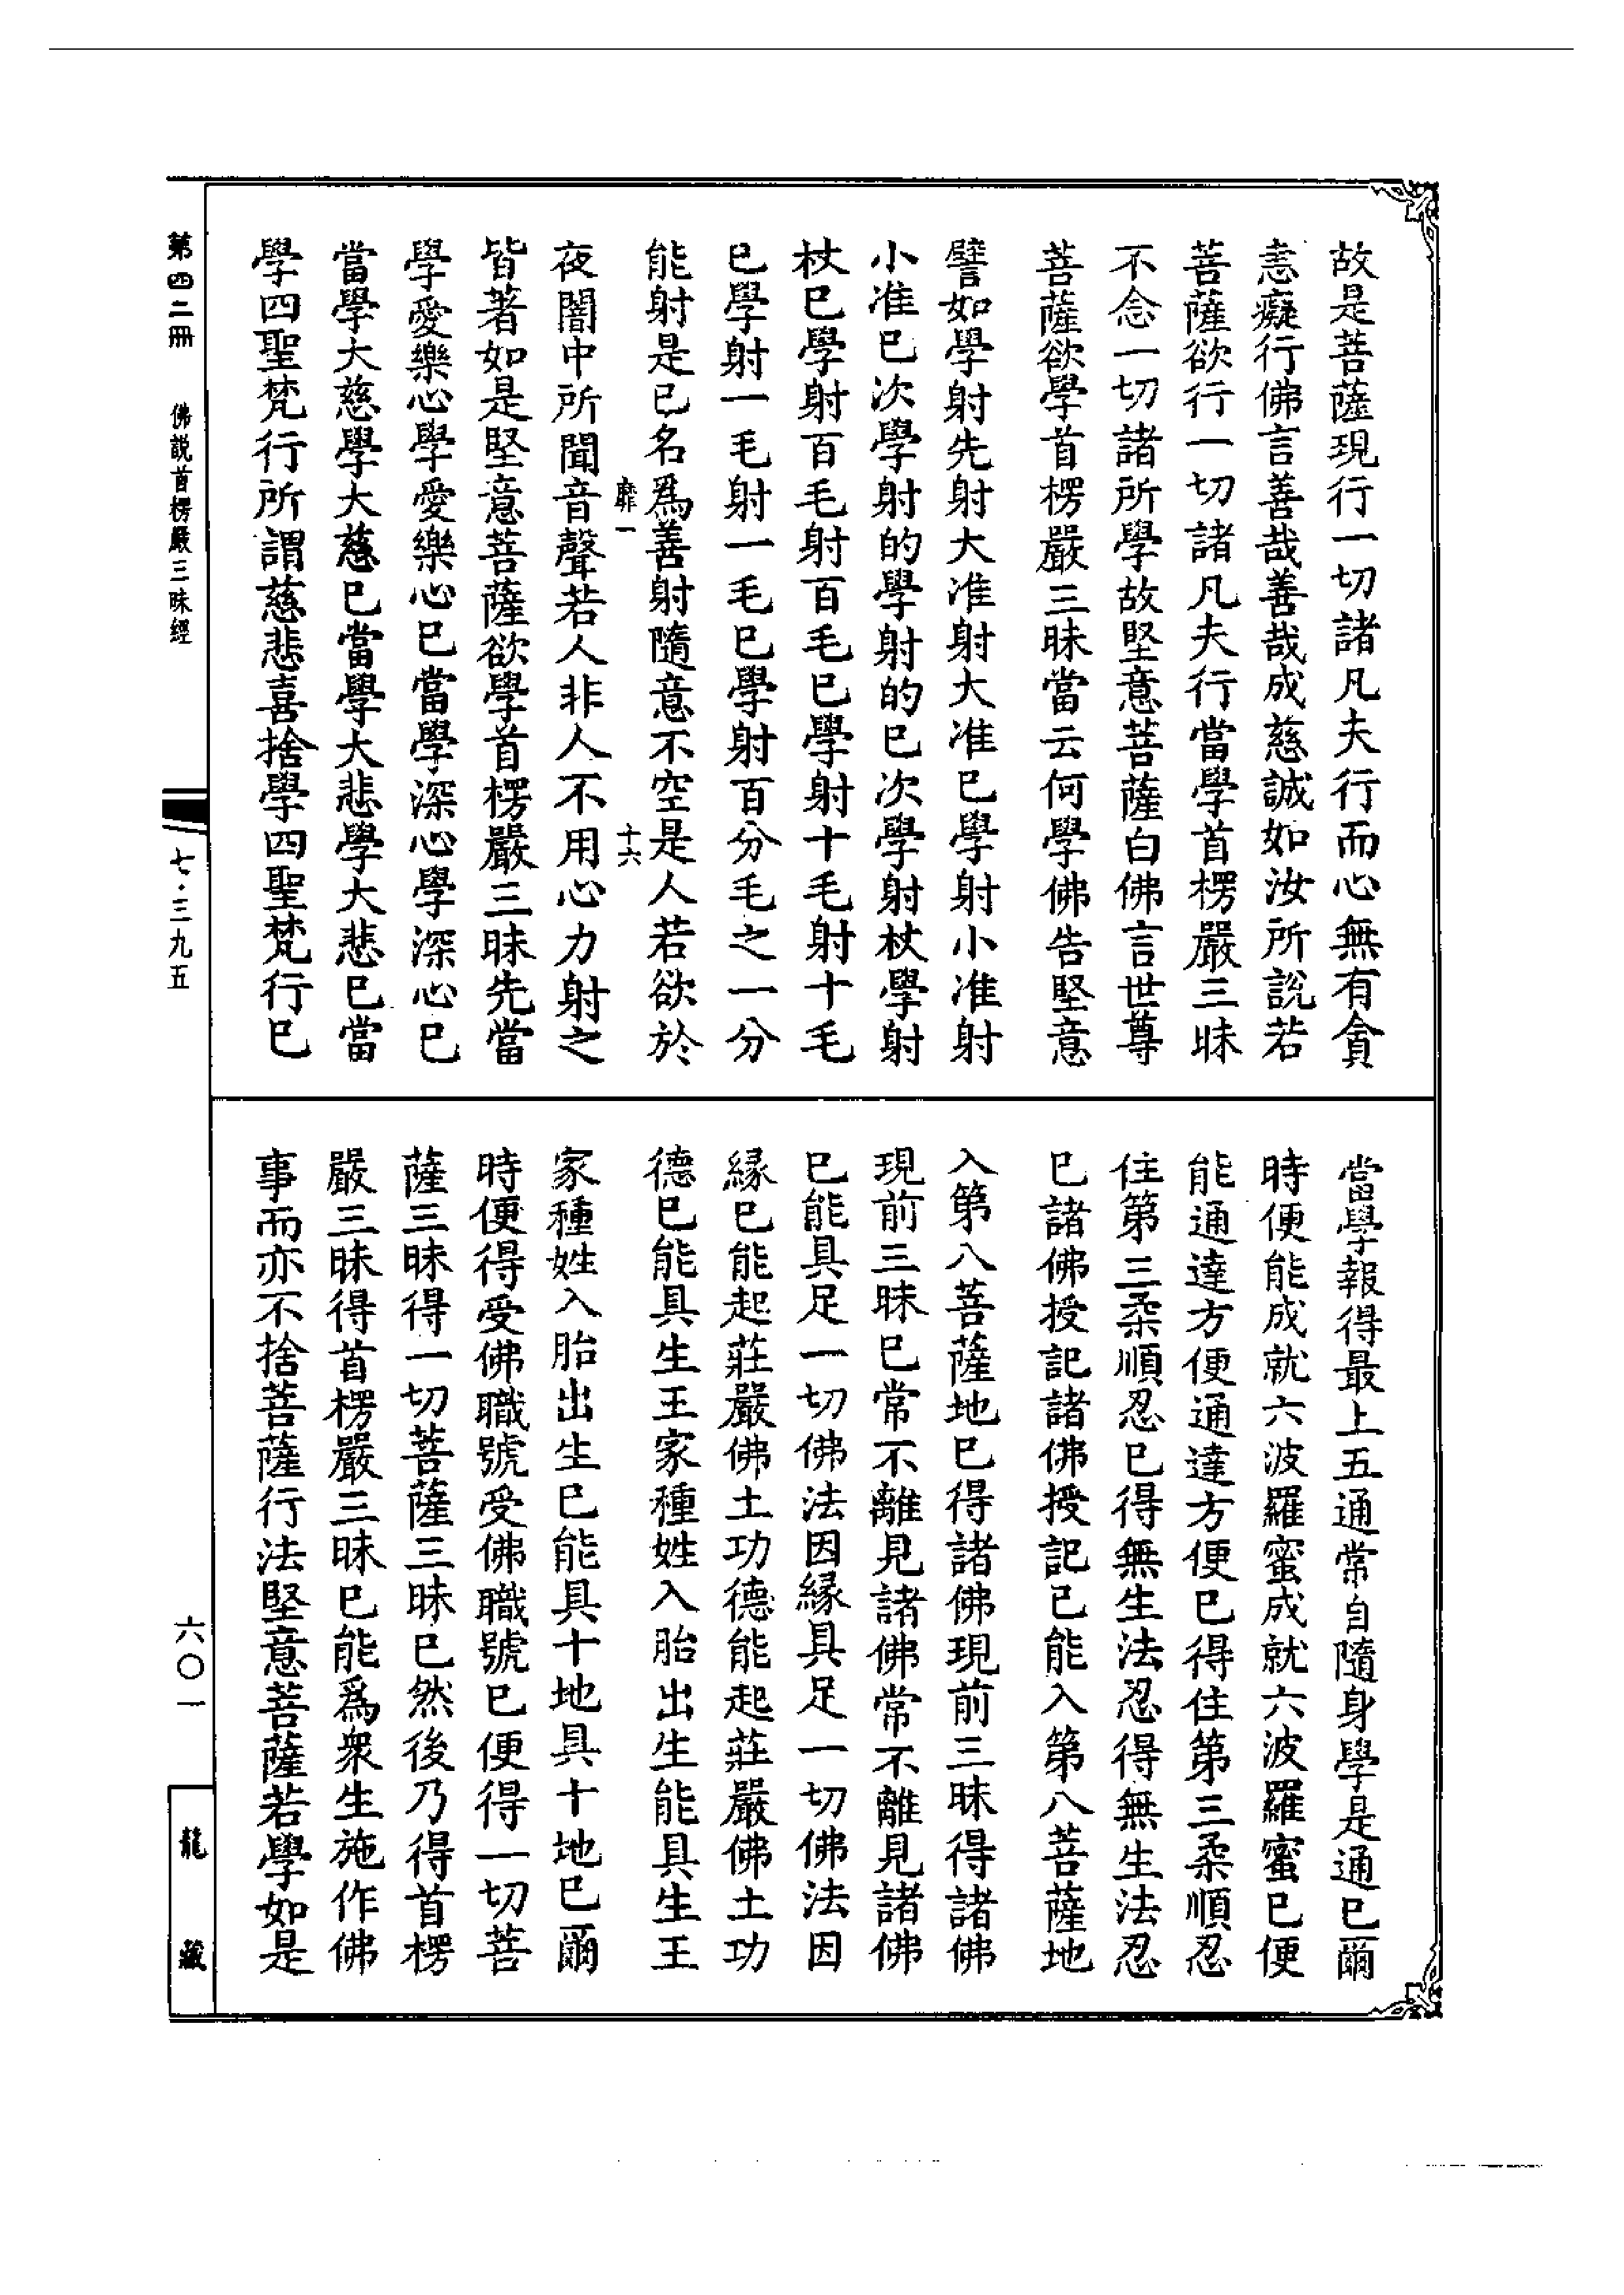 故是菩薩現行一切諸凡夫行而心無有貪
恚癡行佛言善哉善哉成慈誠如汝所說若
菩薩欲行一切諸凡夫行當學首楞嚴三昧
不念一切諸所學故堅意菩薩白佛言世尊
菩薩欲學首楞嚴三昧當云何學佛告堅意
譬如學射先射大准射大准已學射小准射
小准已次學射的學射的已次學射杖學射
杖已學射百毛射百毛已學射十毛射十毛
已學射一毛射一毛已學射百分毛之一分
能射是已名為善射隨意不空是人若欲於
靡一 十六
夜闇中所聞音聲若人非人不用心力射之
皆著如是堅意菩薩欲學首楞嚴三昧先當
學愛樂心學愛樂心已當學深心學深心已
當學大慈學大慈已當學大悲學大悲已當
學四聖梵行所謂慈悲喜捨學四聖梵行已
當學報得最上五通常自隨身學是通已爾
時便能成就六波羅蜜成就六波羅蜜已便
能通達方便通達方便已得住第三柔順忍
住第三柔順忍已得無生法忍得無生法忍
已諸佛授記諸佛授記已能入第八菩薩地
入第八菩薩地已得諸佛現前三昧得諸佛
現前三昧已常不離見諸佛常不離見諸佛
已能具足一切佛法因緣具足一切佛法因
緣已能起莊嚴佛土功德能起莊嚴佛土功
德已能具生王家種姓入胎出生能具生王
家種姓入胎出生已能具十地具十地已爾
時便得受佛職號受佛職號已便得一切菩
薩三昧得一切菩薩三昧已然後乃得首楞
嚴三昧得首楞嚴三昧已能為衆生施作佛
事而亦不捨菩薩行法堅意菩薩若學如是
第四二冊 佛說首楞嚴三昧經 七·三九五 六〇一 龍藏